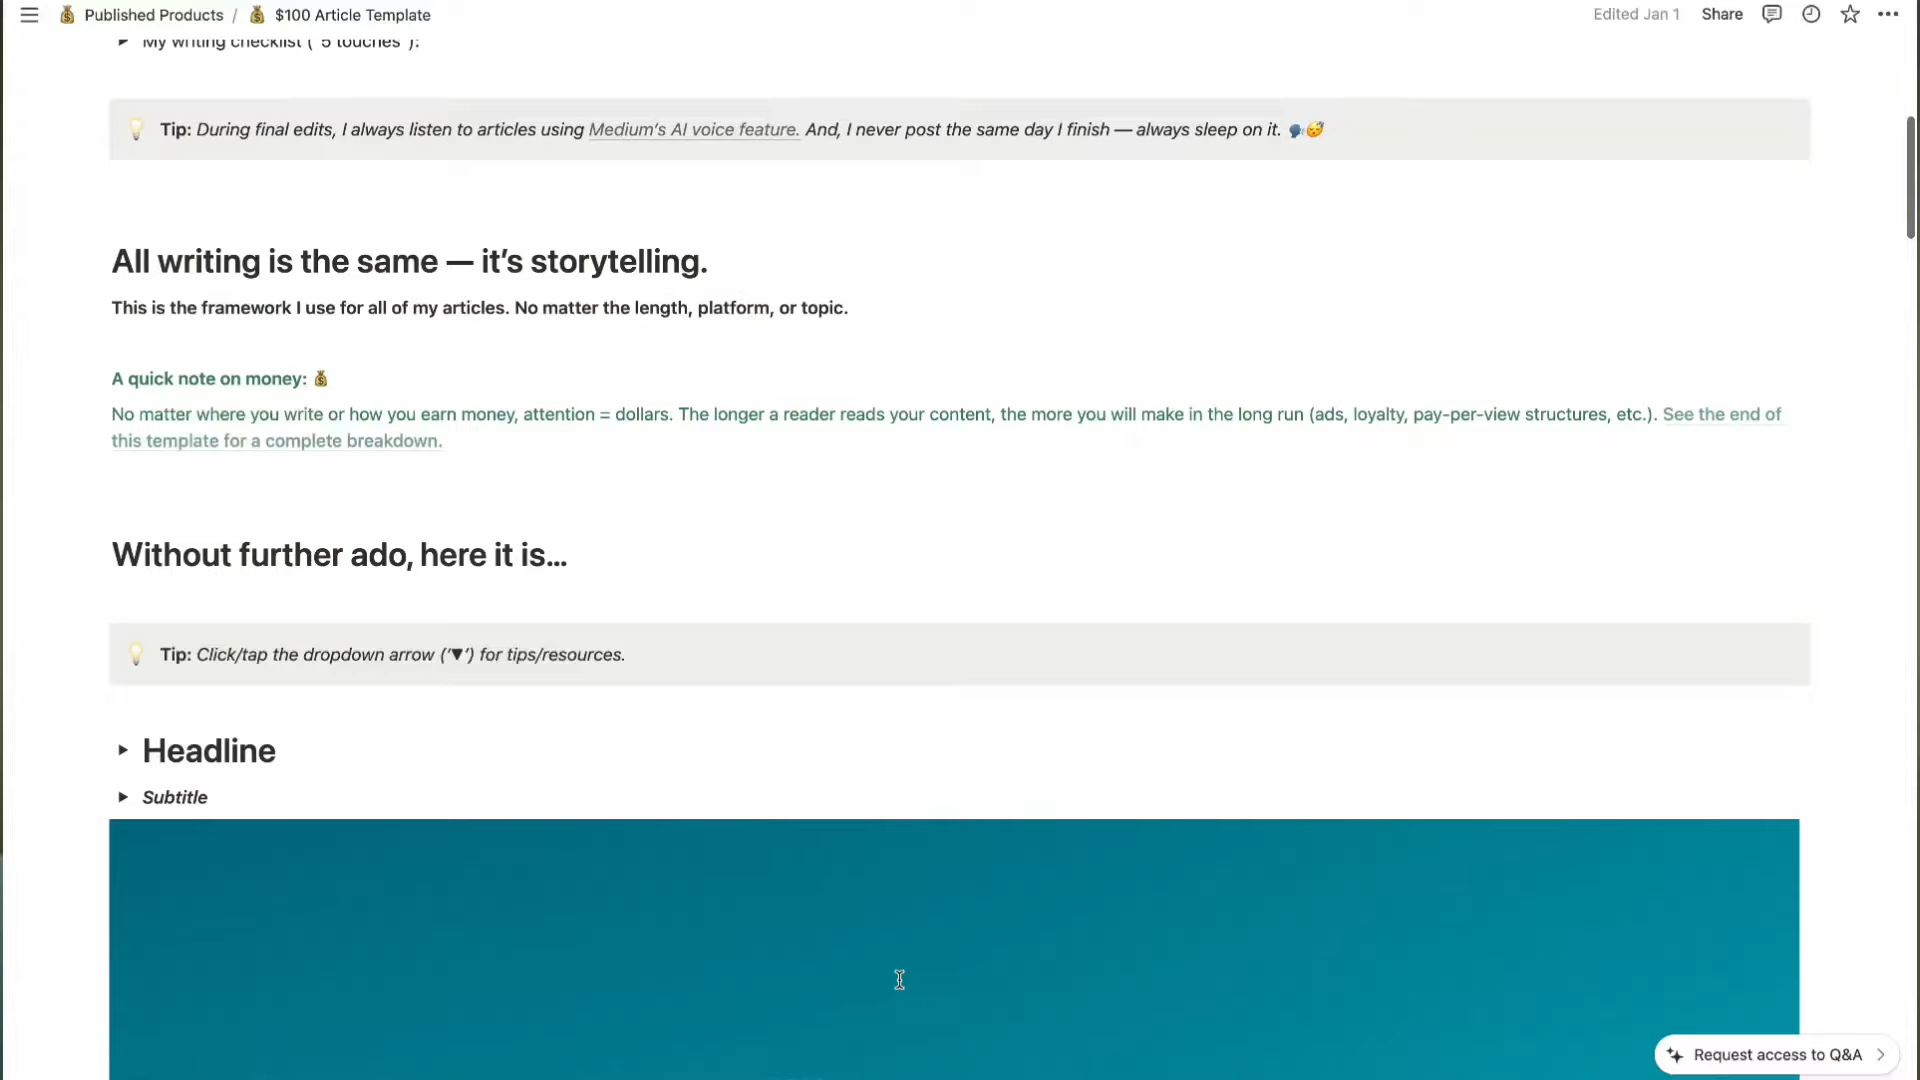 💰 Published Products / 💰 $100 Article Template
Edited Jan 1 Share
My writing checklist ("5 touches"):
💡 Tip: During final edits, I always listen to articles using Medium's AI voice feature. And, I never post the same day I finish — always sleep on it. 🗣️😴
All writing is the same — it's storytelling.
This is the framework I use for all of my articles. No matter the length, platform, or topic.
A quick note on money: 💰
No matter where you write or how you earn money, attention = dollars. The longer a reader reads your content, the more you will make in the long run (ads, loyalty, pay-per-view structures, etc.). See the end of
this template for a complete breakdown.
Without further ado, here it is...
💡 Tip: Click/tap the dropdown arrow ('▼') for tips/resources.
Headline
Subtitle
Request access to Q&A